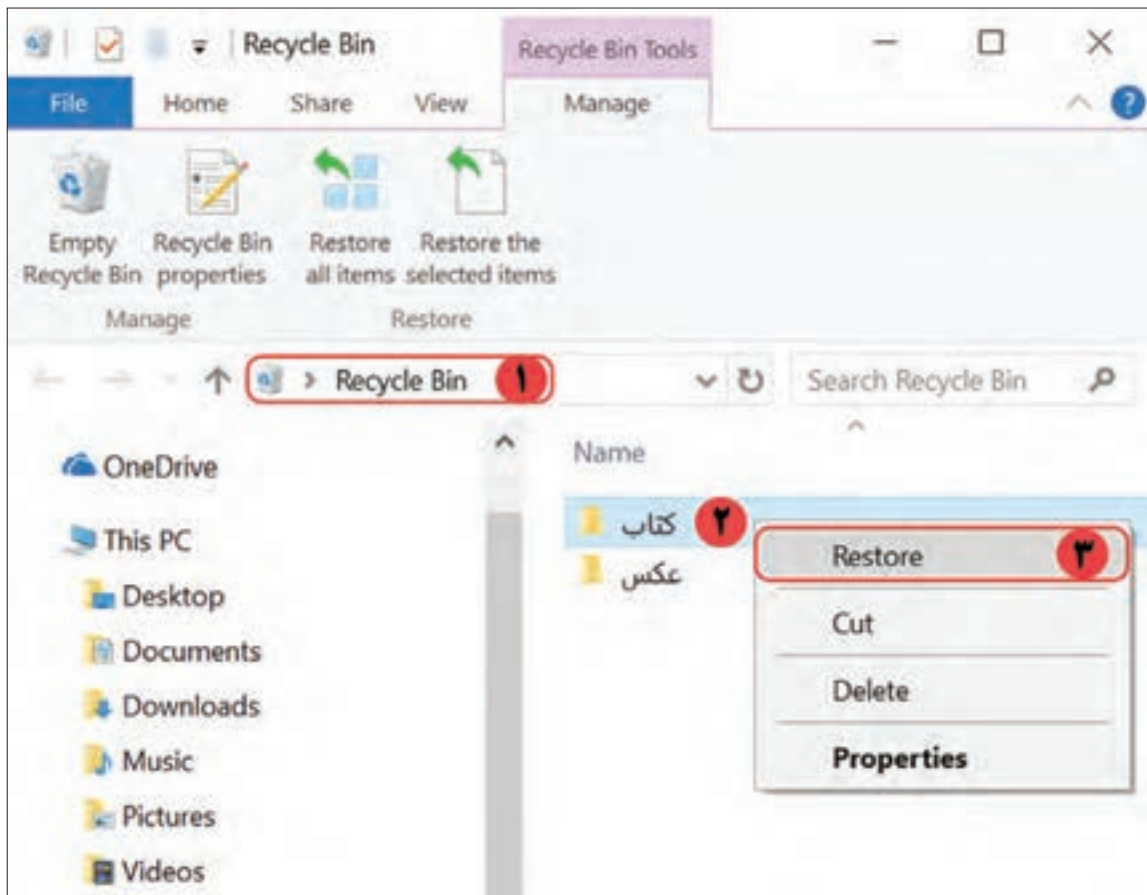 Recycle Bin
Recycle Bin Tools
File Home Share View Manage
?
Empty Recycle Bin
Recycle Bin properties
Restore all items
Restore the selected items
Manage
Restore
Recycle Bin ۱
Search Recycle Bin
OneDrive
This PC
Desktop
Documents
Downloads
Music
Pictures
Videos
Name
کتاب ۲
عکس
Restore ۳
Cut
Delete
Properties